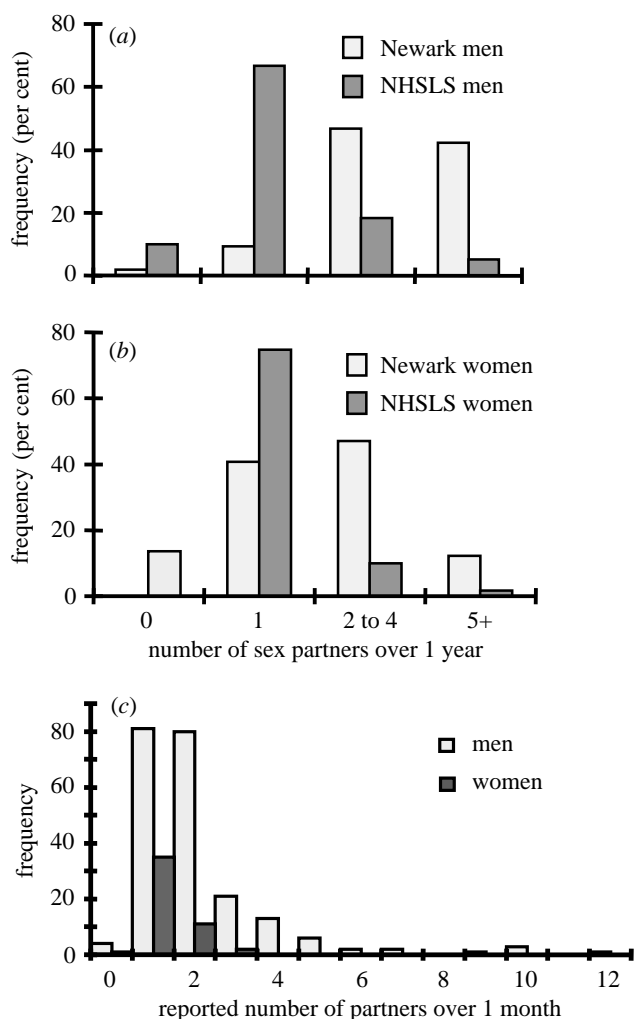 (a)
80
60
40
20
0
frequency (per cent)
Newark men
NHSLS men
(b)
80
60
40
20
0
frequency (per cent)
Newark women
NHSLS women
0 1 2 to 4 5+
number of sex partners over 1 year
(c)
80
60
40
20
0
frequency
men
women
0 2 4 6 8 10 12
reported number of partners over 1 month